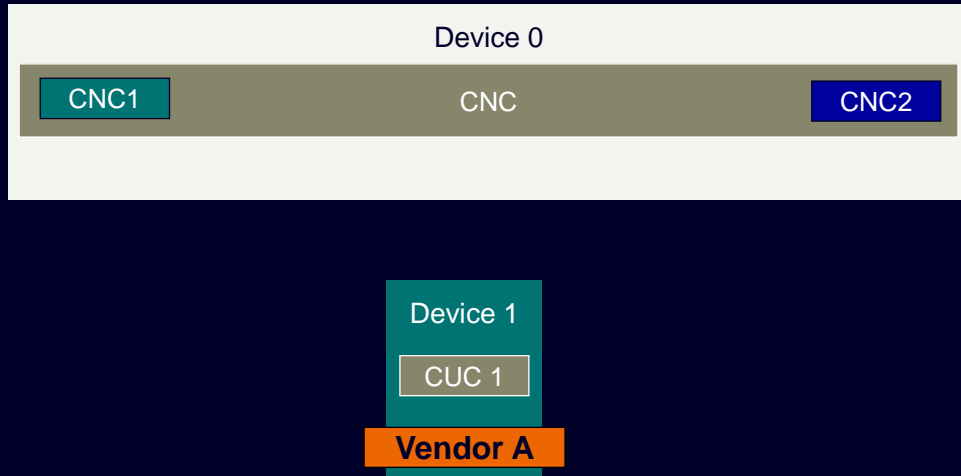 Device 0
CNC1 CNC CNC2
Device 1
CUC 1
Vendor A